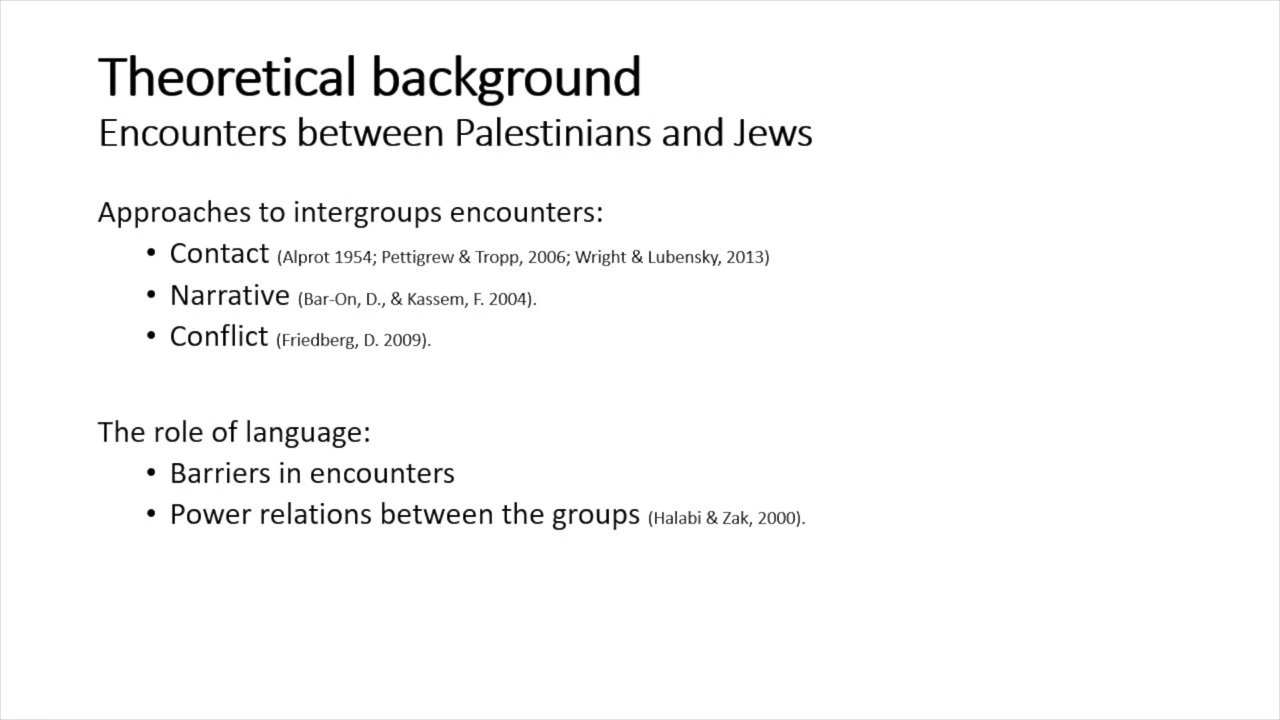 Theoretical background
Encounters between Palestinians and Jews
Approaches to intergroups encounters:
• Contact (Alprot 1954; Pettigrew & Tropp, 2006; Wright & Lubensky, 2013)
• Narrative (Bar-On, D., & Kassem, F. 2004).
• Conflict (Friedberg, D. 2009).
The role of language:
• Barriers in encounters
• Power relations between the groups (Halabi & Zak, 2000).